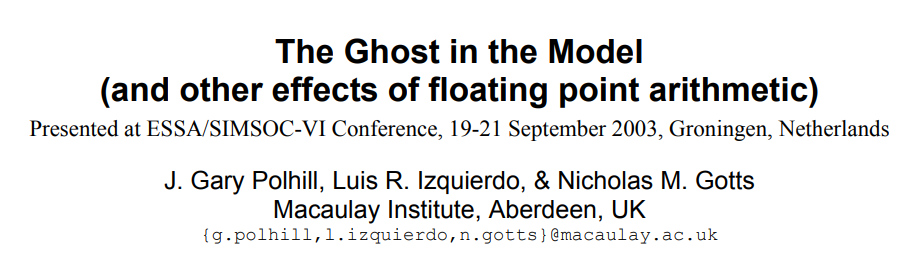 The Ghost in the Model
(and other effects of floating point arithmetic)
Presented at ESSA/SIMSOC-VI Conference, 19-21 September 2003, Groningen, Netherlands
J. Gary Polhill, Luis R. Izquierdo, & Nicholas M. Gotts
Macaulay Institute, Aberdeen, UK
{g.polhill,l.izquierdo,n.gotts}@macaulay.ac.uk